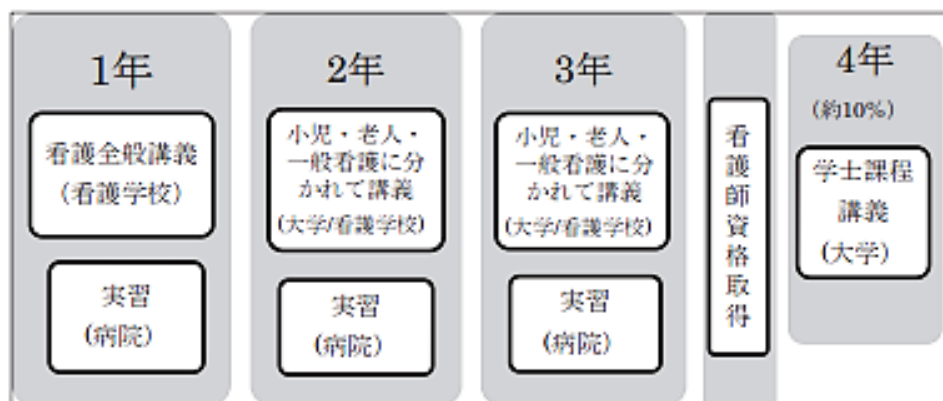 1年
看護全般講義
(看護学校)
実習
(病院)
2年
小児・老人・
一般看護に分
かれて講義
(大学/看護学校)
実習
(病院)
3年
小児・老人・
一般看護に分
かれて講義
(大学/看護学校)
実習
(病院)
看護師資格取得
4年
(約10%)
学士課程
講義
(大学)